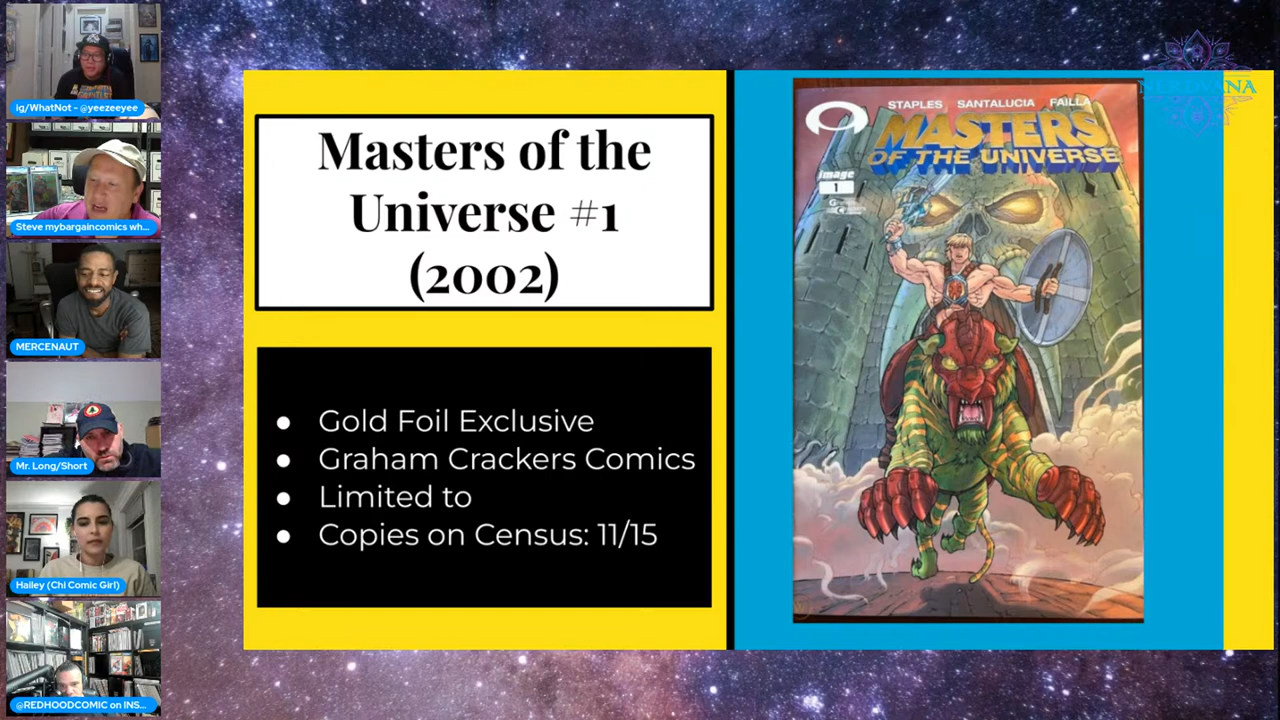 ig/WhatNot - @yeezeeyee
Steve mybargaincomics wh...
MERCENAUT
Mr. Long/Short
Hailey (Chi Comic Girl)
@REDHOODCOMIC on INS...
Masters of the
Universe #1
(2002)
● Gold Foil Exclusive
● Graham Crackers Comics
● Limited to
● Copies on Census: 11/15
STAPLES SANTALUCIA FAILLA
MASTERS
OF THE UNIVERSE
image
1
NERDVANA